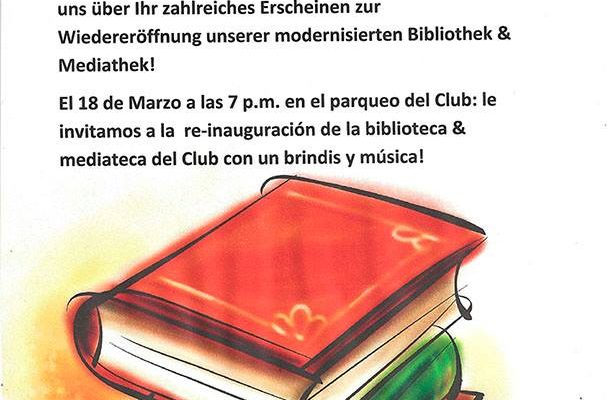 uns über Ihr zahlreiches Erscheinen zur
Wiedereröffnung unserer modernisierten Bibliothek &
Mediathek!
El 18 de Marzo a las 7 p.m. en el parqueo del Club: le
invitamos a la  re-inauguración de la biblioteca &
mediateca del Club con un brindis y música!